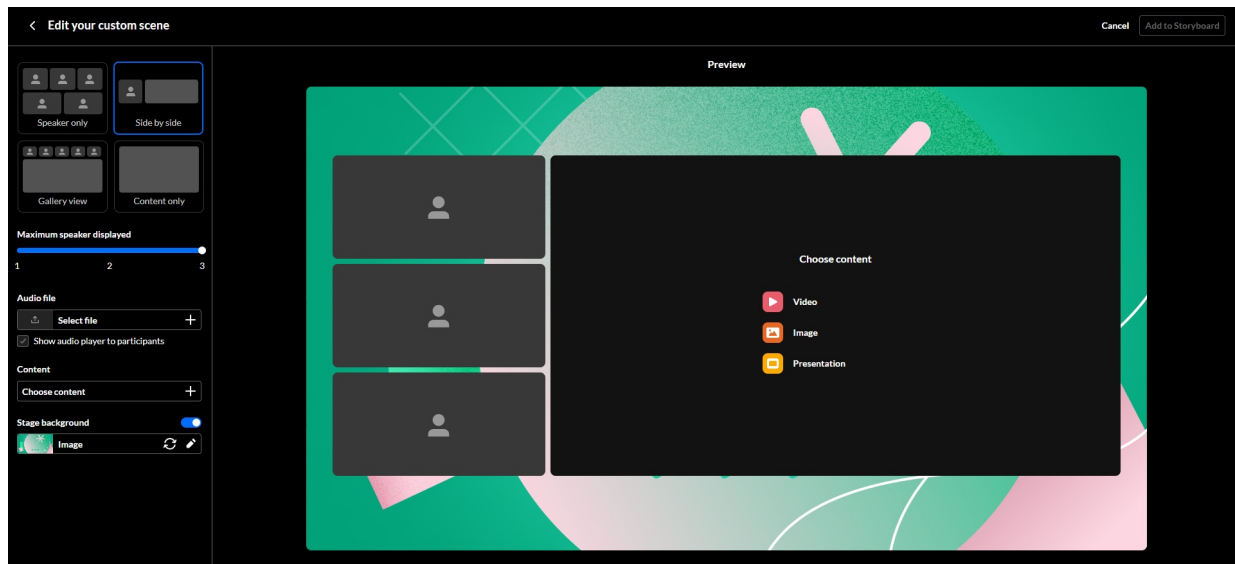 Edit your custom scene
Cancel
Add to Storyboard
Speaker only
Side by side
Gallery view
Content only
Maximum speaker displayed
1 2 3
Audio file
Select file
Show audio player to participants
Content
Choose content
Stage background
Image
Preview
Choose content
Video
Image
Presentation